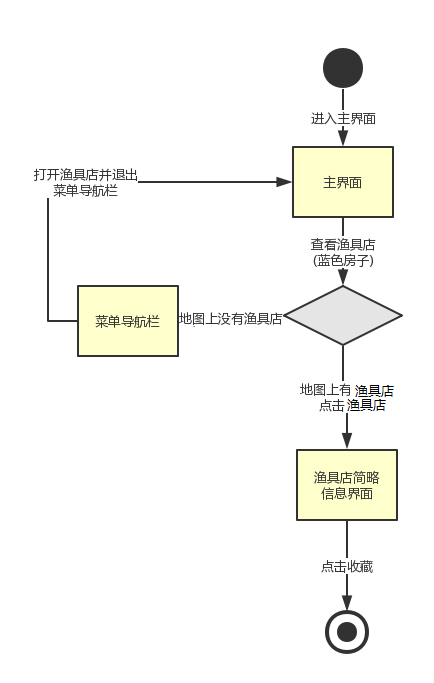 进入主界面
打开渔具店并退出
菜单导航栏
主界面
查看渔具店
(蓝色房子)
菜单导航栏
地图上没有渔具店
地图上有 渔具店
点击 渔具店
渔具店简略
信息界面
点击收藏